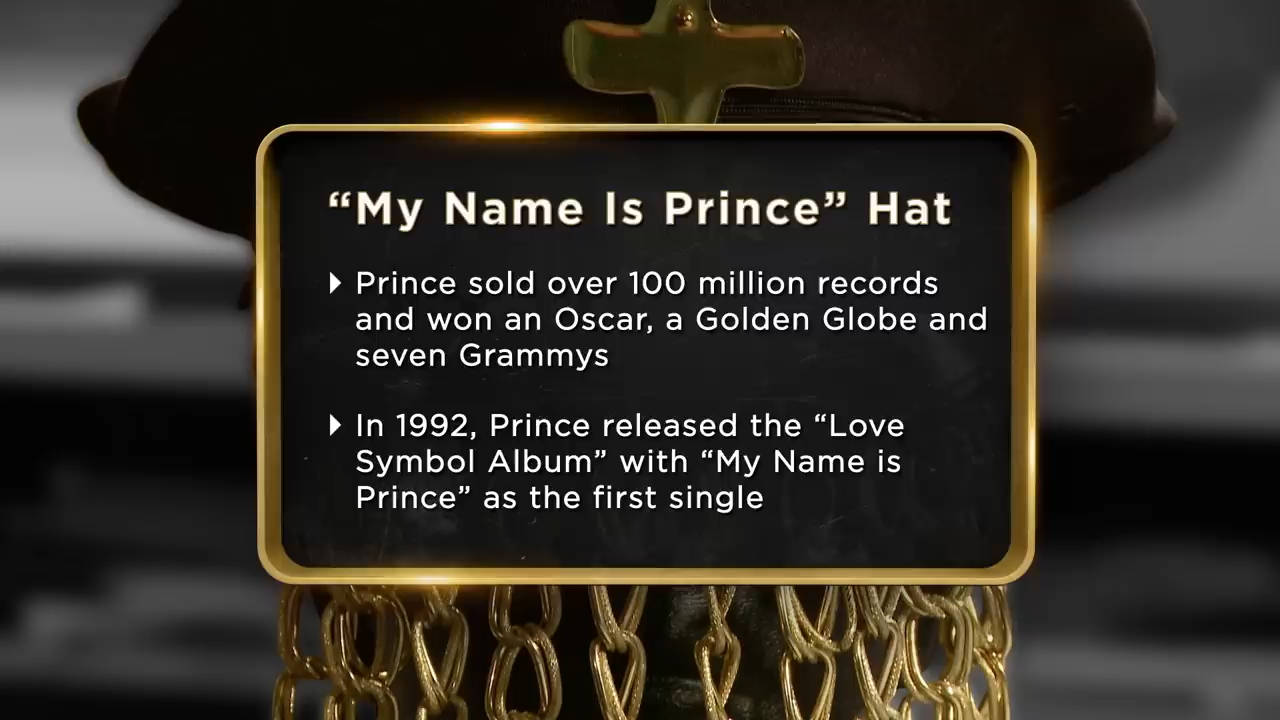 “My Name Is Prince” Hat
Prince sold over 100 million records
and won an Oscar, a Golden Globe and
seven Grammys
In 1992, Prince released the “Love
Symbol Album” with “My Name is
Prince” as the first single